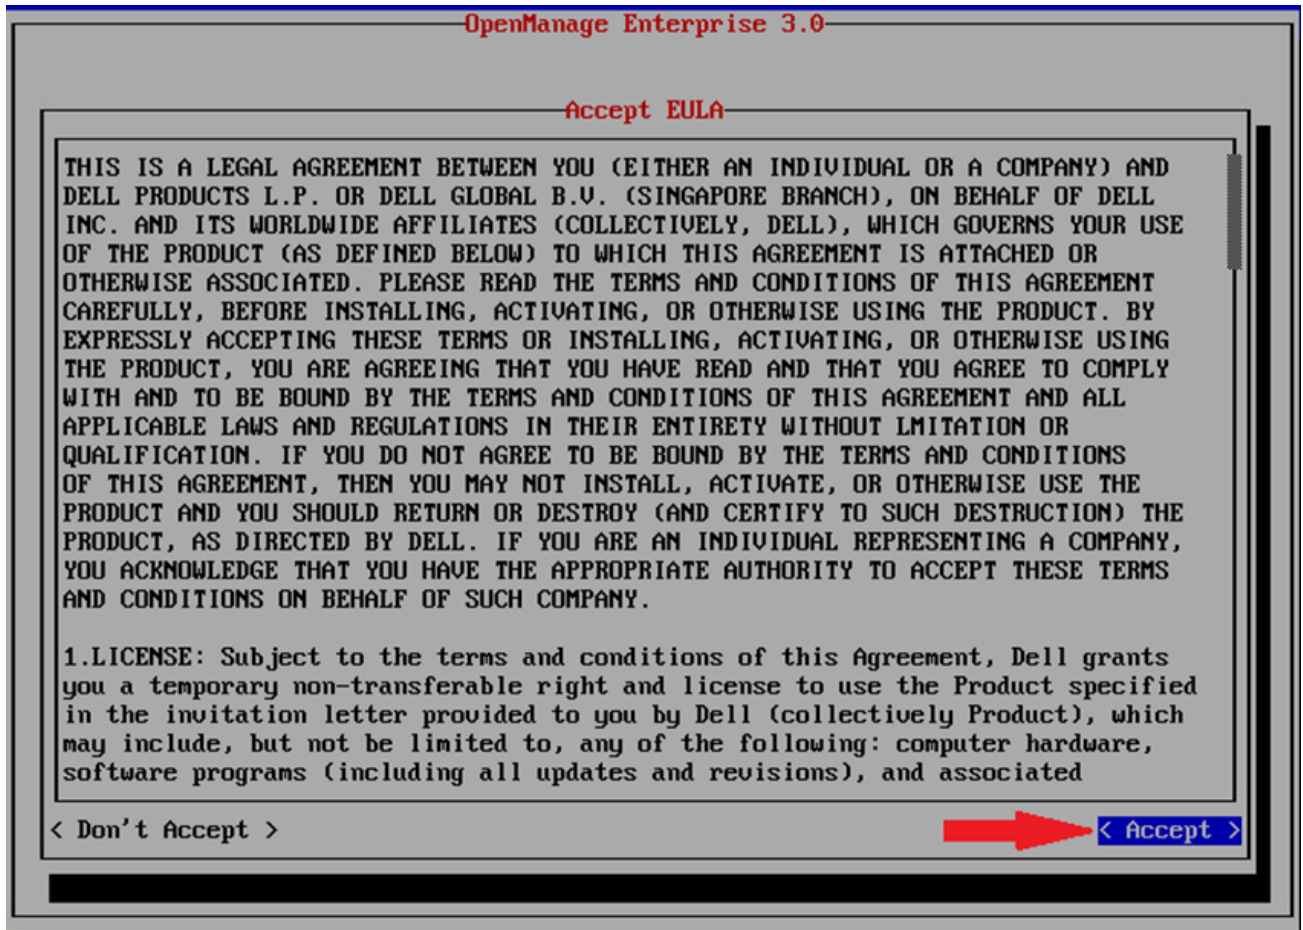 OpenManage Enterprise 3.0
Accept EULA
THIS IS A LEGAL AGREEMENT BETWEEN YOU (EITHER AN INDIVIDUAL OR A COMPANY) AND
DELL PRODUCTS L.P. OR DELL GLOBAL B.V. (SINGAPORE BRANCH), ON BEHALF OF DELL
INC. AND ITS WORLDWIDE AFFILIATES (COLLECTIVELY, DELL), WHICH GOVERNS YOUR USE
OF THE PRODUCT (AS DEFINED BELOW) TO WHICH THIS AGREEMENT IS ATTACHED OR
OTHERWISE ASSOCIATED. PLEASE READ THE TERMS AND CONDITIONS OF THIS AGREEMENT
CAREFULLY, BEFORE INSTALLING, ACTIVATING, OR OTHERWISE USING THE PRODUCT. BY
EXPRESSLY ACCEPTING THESE TERMS OR INSTALLING, ACTIVATING, OR OTHERWISE USING
THE PRODUCT, YOU ARE AGREEING THAT YOU HAVE READ AND THAT YOU AGREE TO COMPLY
WITH AND TO BE BOUND BY THE TERMS AND CONDITIONS OF THIS AGREEMENT AND ALL
APPLICABLE LAWS AND REGULATIONS IN THEIR ENTIRETY WITHOUT LMITATION OR
QUALIFICATION. IF YOU DO NOT AGREE TO BE BOUND BY THE TERMS AND CONDITIONS
OF THIS AGREEMENT, THEN YOU MAY NOT INSTALL, ACTIVATE, OR OTHERWISE USE THE
PRODUCT AND YOU SHOULD RETURN OR DESTROY (AND CERTIFY TO SUCH DESTRUCTION) THE
PRODUCT, AS DIRECTED BY DELL. IF YOU ARE AN INDIVIDUAL REPRESENTING A COMPANY,
YOU ACKNOWLEDGE THAT YOU HAVE THE APPROPRIATE AUTHORITY TO ACCEPT THESE TERMS
AND CONDITIONS ON BEHALF OF SUCH COMPANY.
1.LICENSE: Subject to the terms and conditions of this Agreement, Dell grants
you a temporary non-transferable right and license to use the Product specified
in the invitation letter provided to you by Dell (collectively Product), which
may include, but not be limited to, any of the following: computer hardware,
software programs (including all updates and revisions), and associated
< Don't Accept >
< Accept >